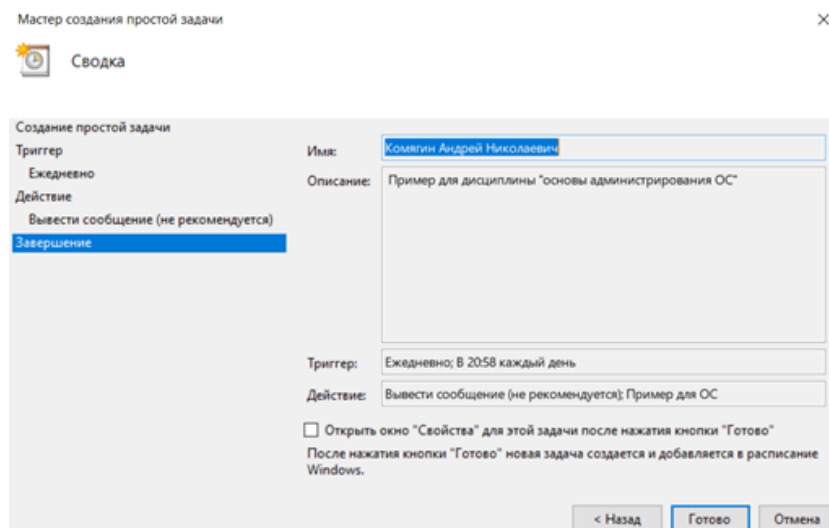 Мастер создания простой задачи
Сводка
Создание простой задачи
Триггер
Ежедневно
Действие
Вывести сообщение (не рекомендуется)
Завершение
Имя: Комягин Андрей Николаевич
Описание: Пример для дисциплины "основы администрирования ОС"
Триггер: Ежедневно; В 20:58 каждый день
Действие: Вывести сообщение (не рекомендуется); Пример для ОС
Открыть окно "Свойства" для этой задачи после нажатия кнопки "Готово"
После нажатия кнопки "Готово" новая задача создается и добавляется в расписание
Windows.
< Назад Готово Отмена